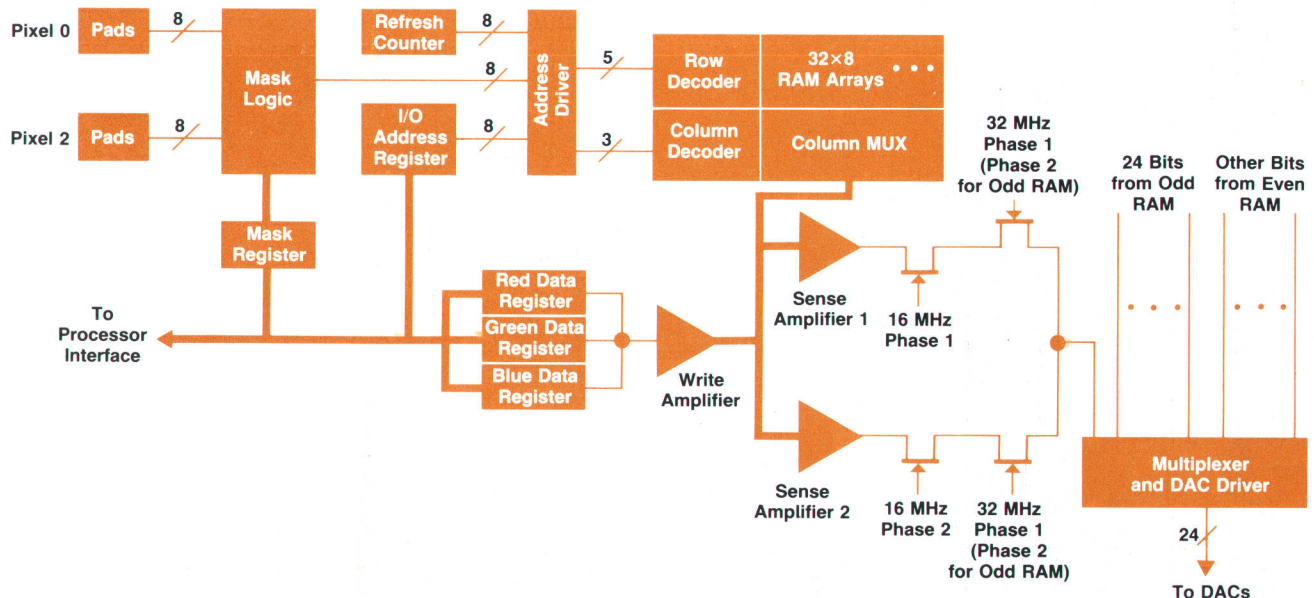 Pixel 0
Pads
8
Mask
Logic
Refresh
Counter
8
8
Address
Driver
5
Row
Decoder
32×8
RAM Arrays
Pixel 2
Pads
8
I/O
Address
Register
8
3
Column
Decoder
Column MUX
32 MHz
Phase 1
(Phase 2
for Odd RAM)
24 Bits
from Odd
RAM
Other Bits
from Even
RAM
Mask
Register
To
Processor
Interface
Red Data
Register
Green Data
Register
Blue Data
Register
Write
Amplifier
Sense
Amplifier 1
16 MHz
Phase 1
Sense
Amplifier 2
16 MHz
Phase 2
32 MHz
Phase 1
(Phase 2
for Odd RAM)
Multiplexer
and DAC Driver
24
To DACs